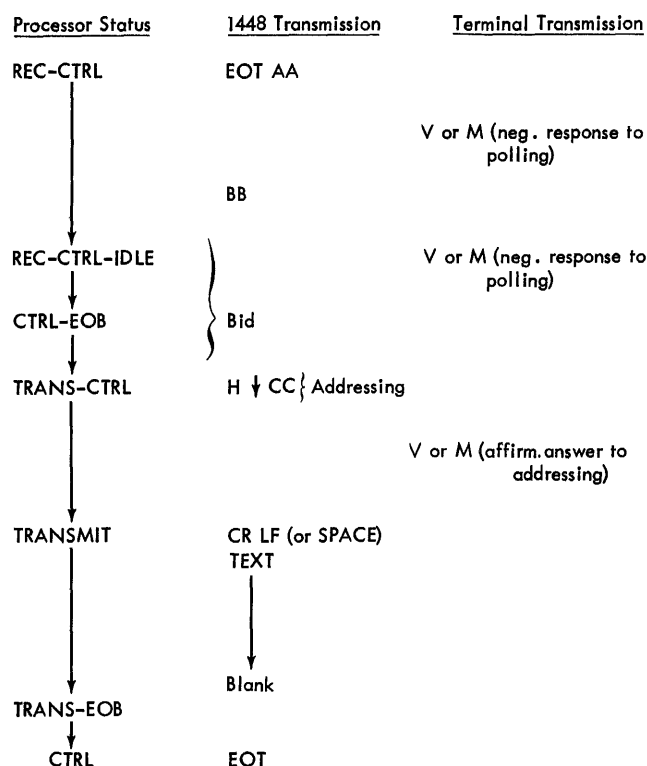 Processor Status 1448 Transmission Terminal Transmission
REC-CTRL EOT AA
V or M (neg. response to
polling)
BB
REC-CTRL-IDLE V or M (neg. response to
polling)
CTRL-EOB Bid
TRANS-CTRL H ↓ CC} Addressing
V or M (affirm.answer to
addressing)
TRANSMIT CR LF (or SPACE)
TEXT
Blank
TRANS-EOB
CTRL EOT